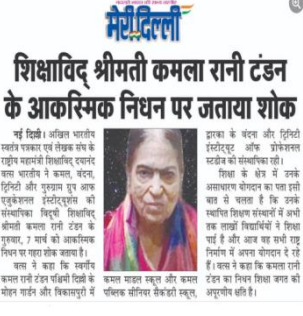 मेरी दिल्ली
शिक्षाविद् श्रीमती कमला रानी टंडन
के आकस्मिक निधन पर जताया शोक
नई दिल्ली। अखिल भारतीय
स्वतंत्र पत्रकार एवं लेखक संघ के
राष्ट्रीय महामंत्री शिक्षाविद् दयानंद
वत्स भारतीय ने कमल, वंदना,
ट्रिनिटी और गुरुग्राम ग्रुप आफ
एजुकेशनल इंस्टीट्यूशंस की
संस्थापिका विदूषी शिक्षाविद्
श्रीमती कमला रानी टंडन के
गुरुवार, 7 मार्च को आकस्मिक
निधन पर गहरा शोक जताया है।
वत्स ने कहा कि स्वर्गीय
कमल रानी टंडन पश्चिमी दिल्ली के
मोहन गार्डन और विकासपुरी में
कमल माडल स्कूल और कमल
पब्लिक सीनियर सैकेंडरी स्कूल,
द्वारका के वंदना और ट्रिनिटी
इंस्टीट्यूट ऑफ प्रोफेशनल
स्टडीज की संस्थापिका रही।
शिक्षा के क्षेत्र में उनके
असाधारण योगदान का पता इसी
बात से चलता है कि उनके
स्थापित शिक्षण संस्थानों में अभी
तक लाखों विद्यार्थियों ने शिक्षा
पाई है और आज वह सभी राष्ट्र
निर्माण में अपना योगदान दे रहे
हैं। वत्स ने कहा कि कमला रानी
टंडन का निधन शिक्षा जगत की
अपूरणीय क्षति है।